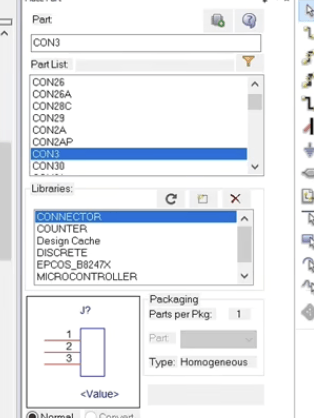 Part:
CON3
Part List:
CON26
CON26A
CON28C
CON29
CON2A
CON2AP
CON3
CON30
Libraries:
CONNECTOR
COUNTER
Design Cache
DISCRETE
EPCOS_B8247X
MICROCONTROLLER
J?
1
2
3
<Value>
Packaging
Parts per Pkg: 1
Part:
Type: Homogeneous
Normal Convert